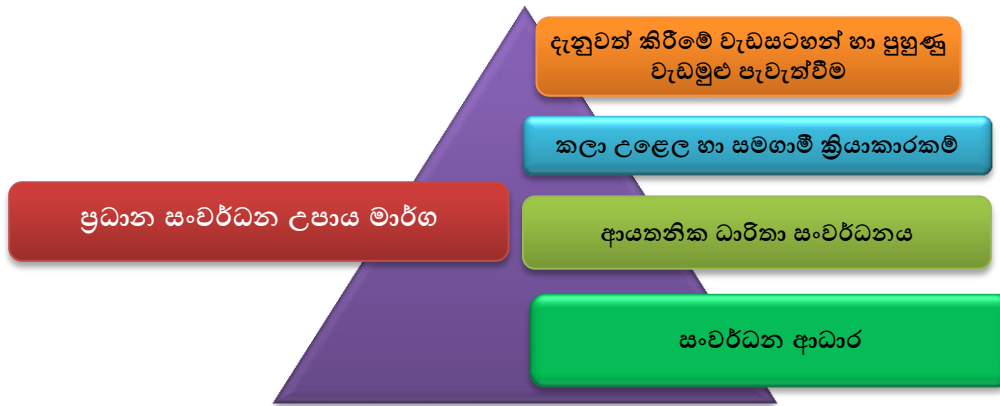 දැනුවත් කිරීමේ වැඩසටහන් හා පුහුණු
වැඩමුළු පැවැත්වීම
කලා උළෙල හා සමගාමී ක්‍රියාකාරකම්
ප්‍රධාන සංවර්ධන උපාය මාර්ග
ආයතනික ධාරිතා සංවර්ධනය
සංවර්ධන ආධාර